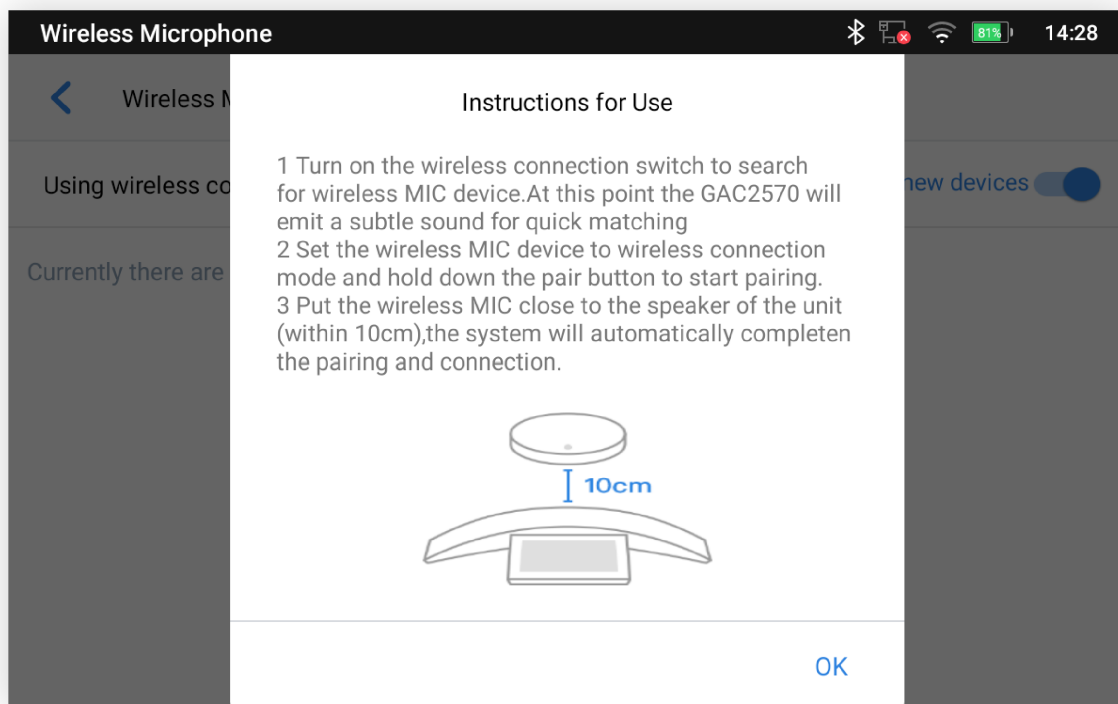 Wireless Microphone
81%
14:28
Wireless
Instructions for Use
1 Turn on the wireless connection switch to search
for wireless MIC device.At this point the GAC2570 will
emit a subtle sound for quick matching
2 Set the wireless MIC device to wireless connection
mode and hold down the pair button to start pairing.
3 Put the wireless MIC close to the speaker of the unit
(within 10cm),the system will automatically completen
the pairing and connection.
Using wireless co
new devices
Currently there are
10cm
OK